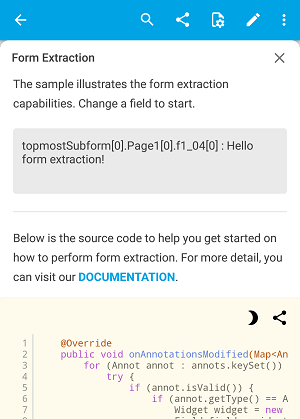 Form Extraction
The sample illustrates the form extraction
capabilities. Change a field to start.
topmostSubform[0].Page1[0].f1_04[0] : Hello
form extraction!
Below is the source code to help you get started on
how to perform form extraction. For more detail, you
can visit our DOCUMENTATION.
1 @Override
2 public void onAnnotationsModified(Map<An
3 for (Annot annot : annots.keySet())
4 try {
5 if (annot.isValid()) {
6 if (annot.getType() == A
7 Widget widget = new